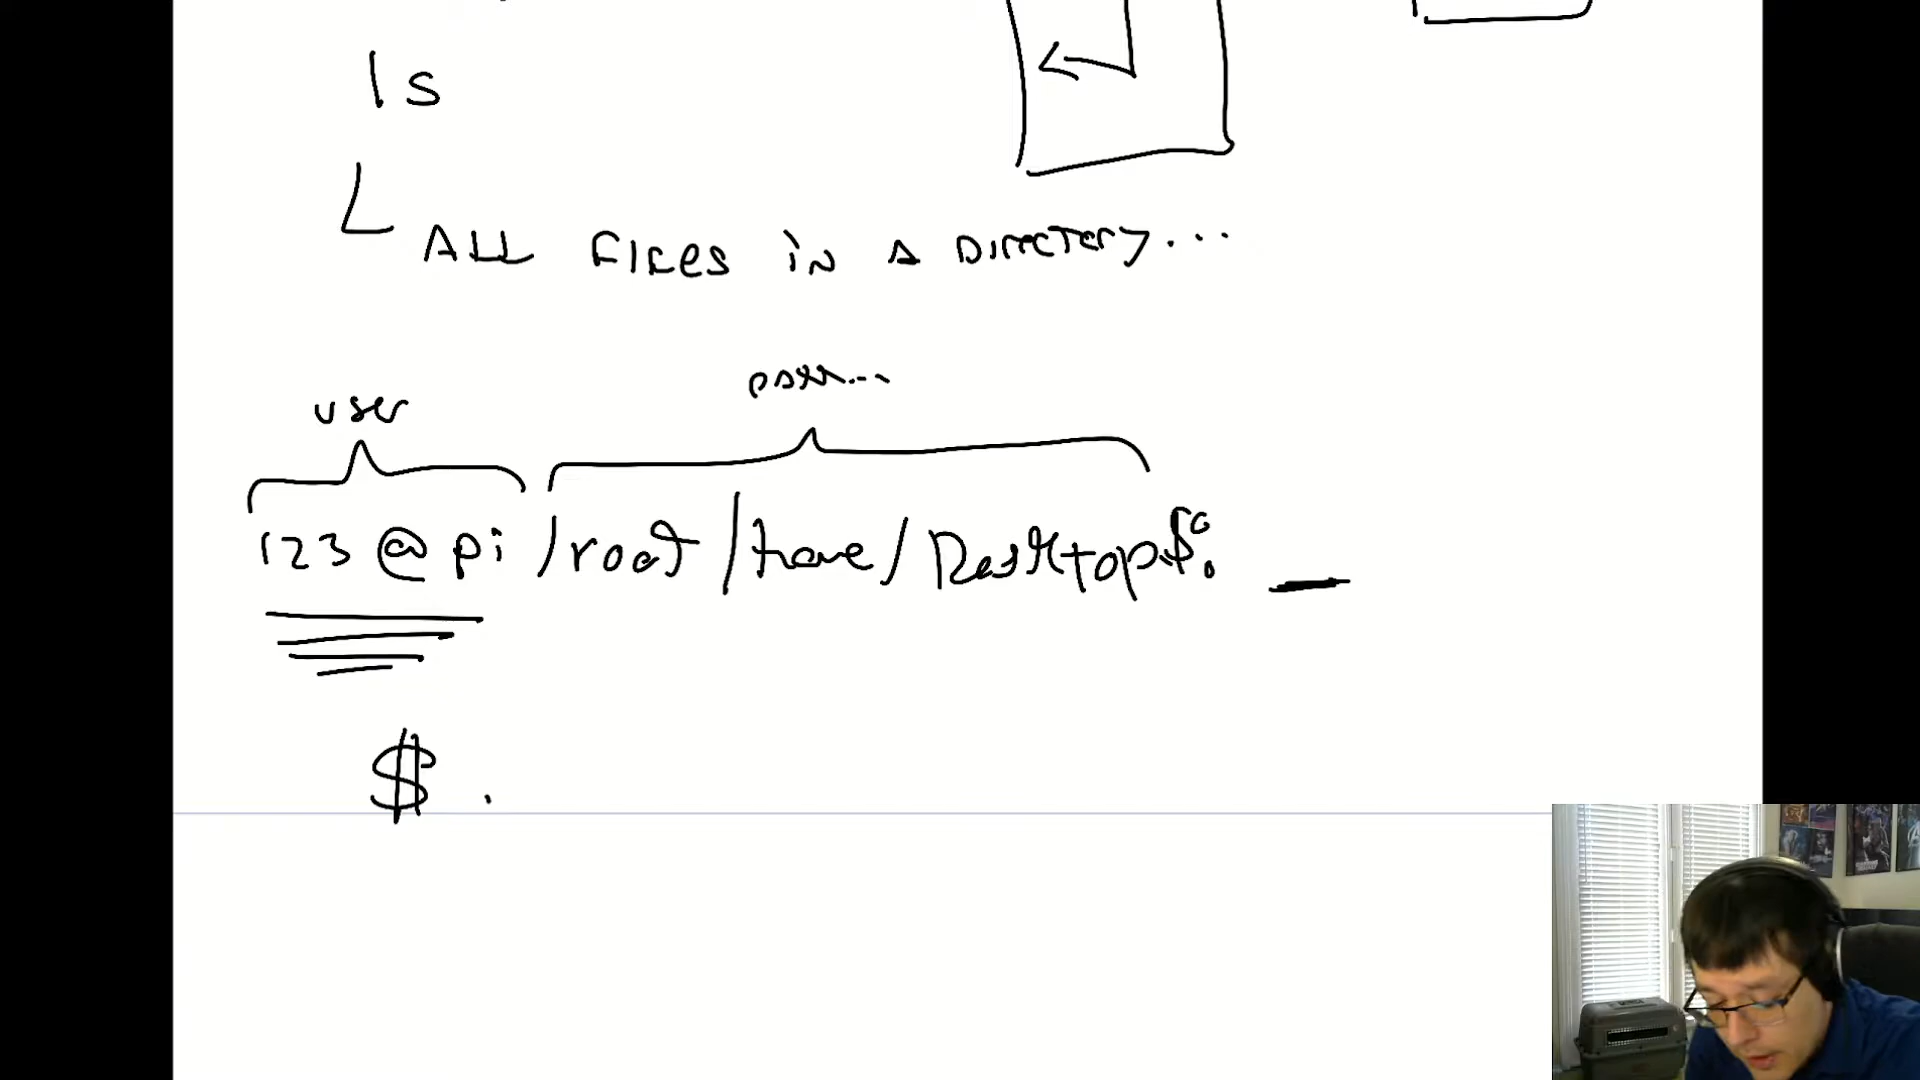 ls
ALL FILES in A DIRECTORY...
user
PATH...
123@pi/root/home/Desktop$:
$